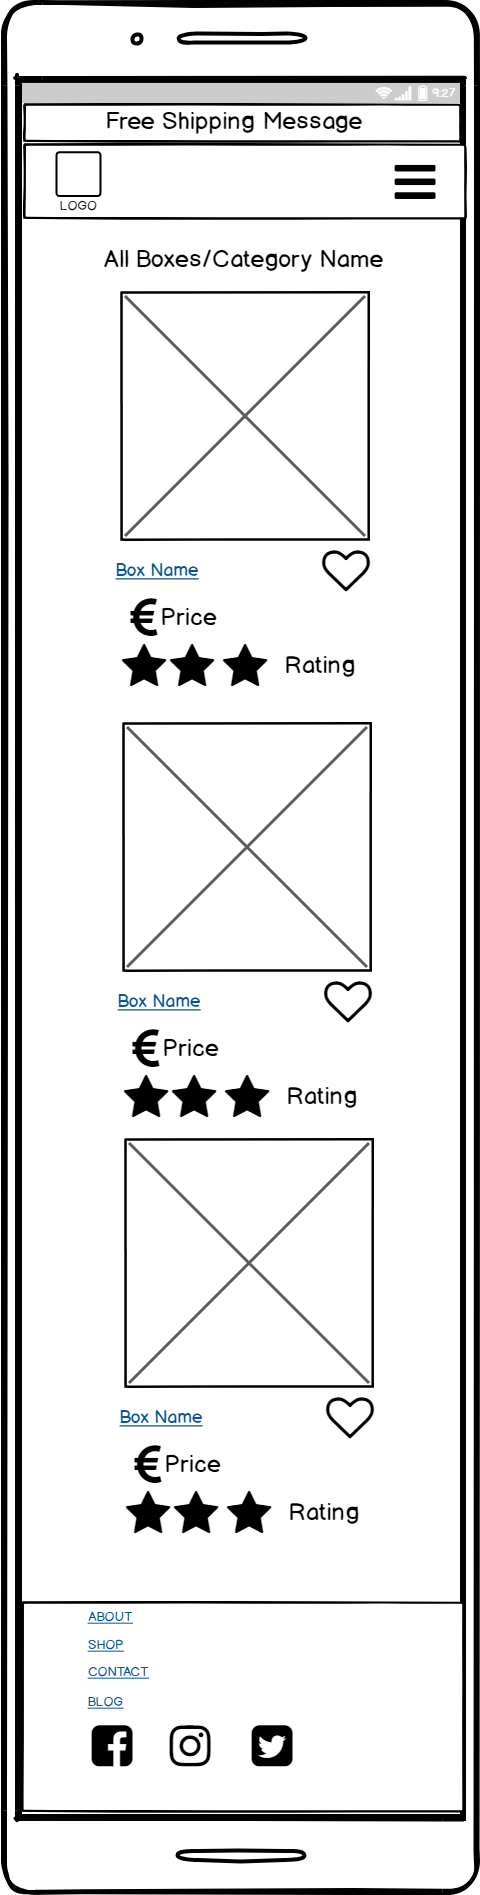 9:27
Free Shipping Message
LOGO
All Boxes/Category Name
Box Name
€ Price
Rating
Box Name
€ Price
Rating
Box Name
€ Price
Rating
ABOUT
SHOP
CONTACT
BLOG